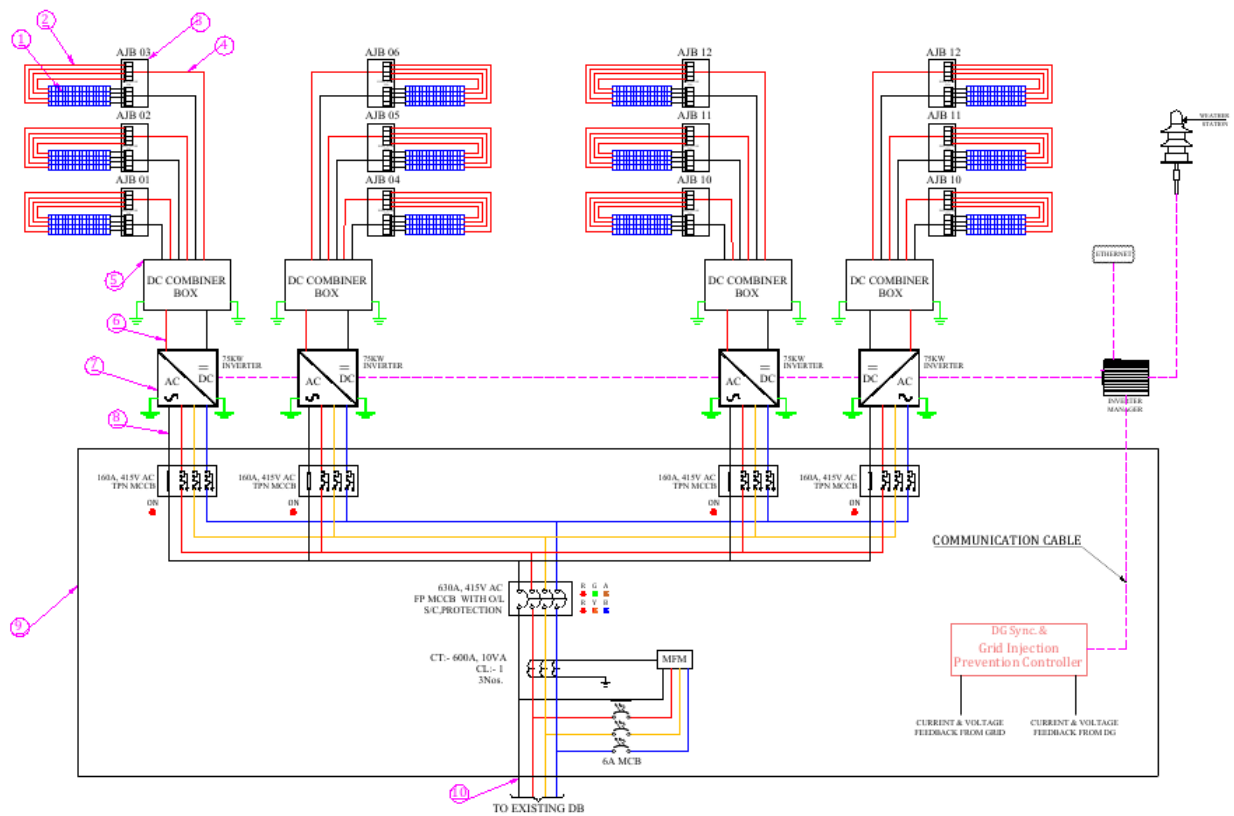 2
3
1
4
AJB 03
AJB 06
AJB 12
AJB 12
AJB 02
AJB 05
AJB 11
AJB 11
AJB 01
AJB 04
AJB 10
AJB 10
WEATHER
STATION
ETHERNET
5
DC COMBINER
BOX
DC COMBINER
BOX
DC COMBINER
BOX
DC COMBINER
BOX
6
7
AC
DC
75KW
INVERTER
AC
DC
75KW
INVERTER
AC
DC
75KW
INVERTER
DC
AC
75KW
INVERTER
INVERTER
MANAGER
8
160A, 415V AC
TPN MCCB
ON
160A, 415V AC
TPN MCCB
ON
160A, 415V AC
TPN MCCB
ON
160A, 415V AC
TPN MCCB
ON
COMMUNICATION CABLE
9
630A, 415V AC
FP MCCB WITH O/L
S/C,PROTECTION
R G A
R Y B
DG Sync. &
Grid Injection
Prevention Controller
CT:- 600A, 10VA
CL:- 1
3Nos.
MFM
CURRENT & VOLTAGE
FEEDBACK FROM GRID
CURRENT & VOLTAGE
FEEDBACK FROM DG
6A MCB
10
TO EXISTING DB